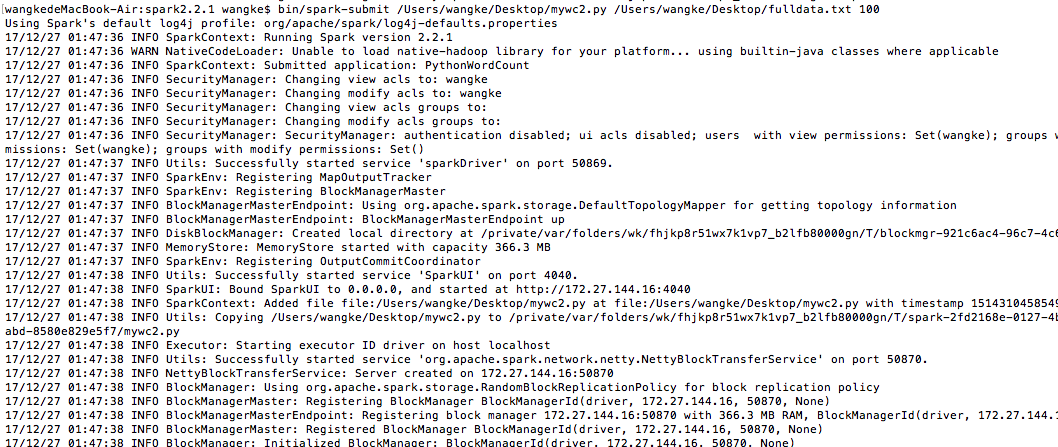 [wangkedeMacBook-Air:spark2.2.1 wangke$ bin/spark-submit /Users/wangke/Desktop/mywc2.py /Users/wangke/Desktop/fulldata.txt 100
Using Spark's default log4j profile: org/apache/spark/log4j-defaults.properties
17/12/27 01:47:36 INFO SparkContext: Running Spark version 2.2.1
17/12/27 01:47:36 WARN NativeCodeLoader: Unable to load native-hadoop library for your platform... using builtin-java classes where applicable
17/12/27 01:47:36 INFO SparkContext: Submitted application: PythonWordCount
17/12/27 01:47:36 INFO SecurityManager: Changing view acls to: wangke
17/12/27 01:47:36 INFO SecurityManager: Changing modify acls to: wangke
17/12/27 01:47:36 INFO SecurityManager: Changing view acls groups to:
17/12/27 01:47:36 INFO SecurityManager: Changing modify acls groups to:
17/12/27 01:47:36 INFO SecurityManager: SecurityManager: authentication disabled; ui acls disabled; users  with view permissions: Set(wangke); groups w
missions: Set(wangke); groups with modify permissions: Set()
17/12/27 01:47:37 INFO Utils: Successfully started service 'sparkDriver' on port 50869.
17/12/27 01:47:37 INFO SparkEnv: Registering MapOutputTracker
17/12/27 01:47:37 INFO SparkEnv: Registering BlockManagerMaster
17/12/27 01:47:37 INFO BlockManagerMasterEndpoint: Using org.apache.spark.storage.DefaultTopologyMapper for getting topology information
17/12/27 01:47:37 INFO BlockManagerMasterEndpoint: BlockManagerMasterEndpoint up
17/12/27 01:47:37 INFO DiskBlockManager: Created local directory at /private/var/folders/wk/fhjkp8r51wx7k1vp7_b2lfb80000gn/T/blockmgr-921c6ac4-96c7-4c6
17/12/27 01:47:37 INFO MemoryStore: MemoryStore started with capacity 366.3 MB
17/12/27 01:47:37 INFO SparkEnv: Registering OutputCommitCoordinator
17/12/27 01:47:38 INFO Utils: Successfully started service 'SparkUI' on port 4040.
17/12/27 01:47:38 INFO SparkUI: Bound SparkUI to 0.0.0.0, and started at http://172.27.144.16:4040
17/12/27 01:47:38 INFO SparkContext: Added file file:/Users/wangke/Desktop/mywc2.py at file:/Users/wangke/Desktop/mywc2.py with timestamp 1514310458549
17/12/27 01:47:38 INFO Utils: Copying /Users/wangke/Desktop/mywc2.py to /private/var/folders/wk/fhjkp8r51wx7k1vp7_b2lfb80000gn/T/spark-2fd2168e-0127-4b
abd-8580e829e5f7/mywc2.py
17/12/27 01:47:38 INFO Executor: Starting executor ID driver on host localhost
17/12/27 01:47:38 INFO Utils: Successfully started service 'org.apache.spark.network.netty.NettyBlockTransferService' on port 50870.
17/12/27 01:47:38 INFO NettyBlockTransferService: Server created on 172.27.144.16:50870
17/12/27 01:47:38 INFO BlockManager: Using org.apache.spark.storage.RandomBlockReplicationPolicy for block replication policy
17/12/27 01:47:38 INFO BlockManagerMaster: Registering BlockManager BlockManagerId(driver, 172.27.144.16, 50870, None)
17/12/27 01:47:38 INFO BlockManagerMasterEndpoint: Registering block manager 172.27.144.16:50870 with 366.3 MB RAM, BlockManagerId(driver, 172.27.144.1
17/12/27 01:47:38 INFO BlockManagerMaster: Registered BlockManager BlockManagerId(driver, 172.27.144.16, 50870, None)
17/12/27 01:47:38 INFO BlockManager: Initialized BlockManager: BlockManagerId(driver, 172.27.144.16, 50870, None)